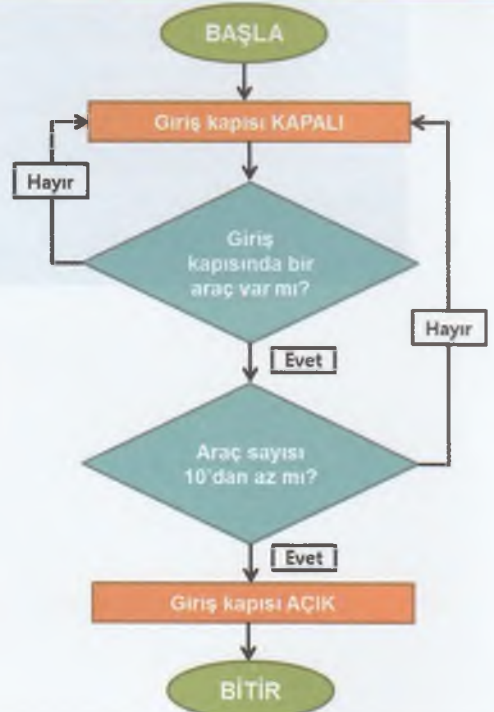 BAŞLA
Giriş kapısı KAPALI
Hayır
Giriş
kapısında bir
araç var mı?
Hayır
Evet
Araç sayısı
10'dan az mı?
Evet
Giriş kapısı AÇIK
BİTİR